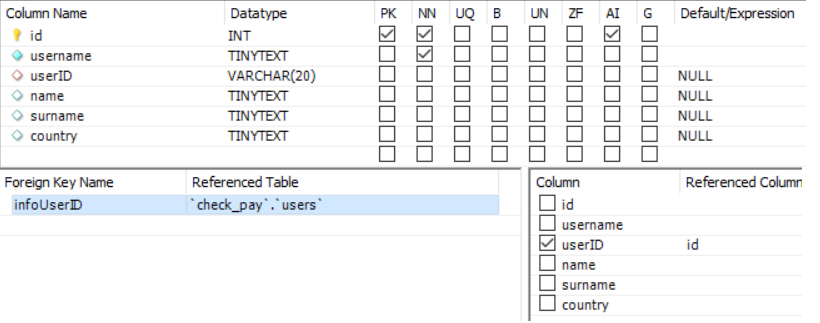 Column Name Datatype PK NN UQ B UN ZF AI G Default/Expression
id INT
username TINYTEXT
userID VARCHAR(20) NULL
name TINYTEXT NULL
surname TINYTEXT NULL
country TINYTEXT NULL
Foreign Key Name Referenced Table
infoUserID `check_pay`.`users`
Column Referenced Column
id
username
userID id
name
surname
country